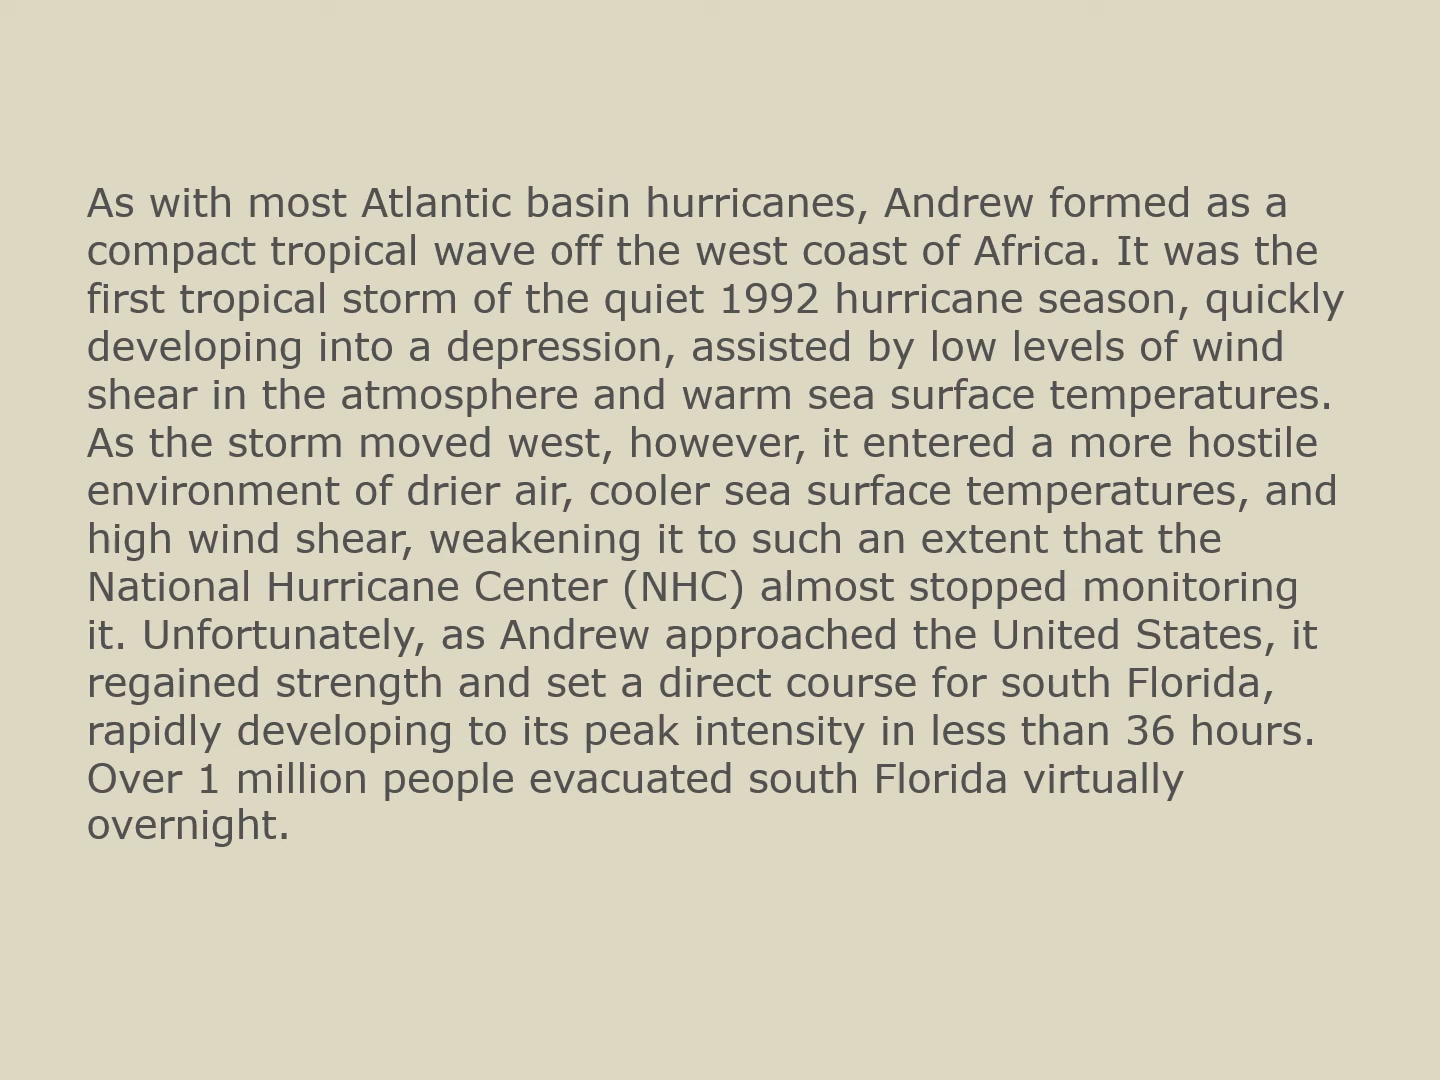 As with most Atlantic basin hurricanes, Andrew formed as a
compact tropical wave off the west coast of Africa. It was the
first tropical storm of the quiet 1992 hurricane season, quickly
developing into a depression, assisted by low levels of wind
shear in the atmosphere and warm sea surface temperatures.
As the storm moved west, however, it entered a more hostile
environment of drier air, cooler sea surface temperatures, and
high wind shear, weakening it to such an extent that the
National Hurricane Center (NHC) almost stopped monitoring
it. Unfortunately, as Andrew approached the United States, it
regained strength and set a direct course for south Florida,
rapidly developing to its peak intensity in less than 36 hours.
Over 1 million people evacuated south Florida virtually
overnight.